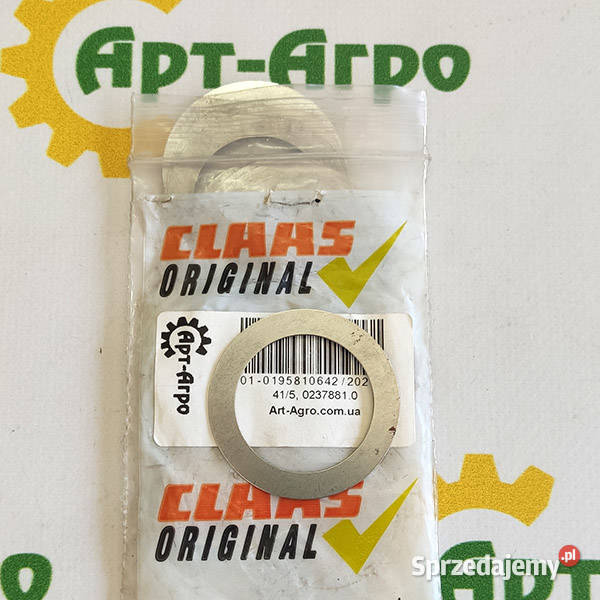 Арт-Агро
CLAAS
ORIGINAL
01-0195810642/202
41/5, 0237881.0
Art-Agro.com.ua
Арт-Агро
CLAAS
ORIGINAL
Sprzedajemy.pl